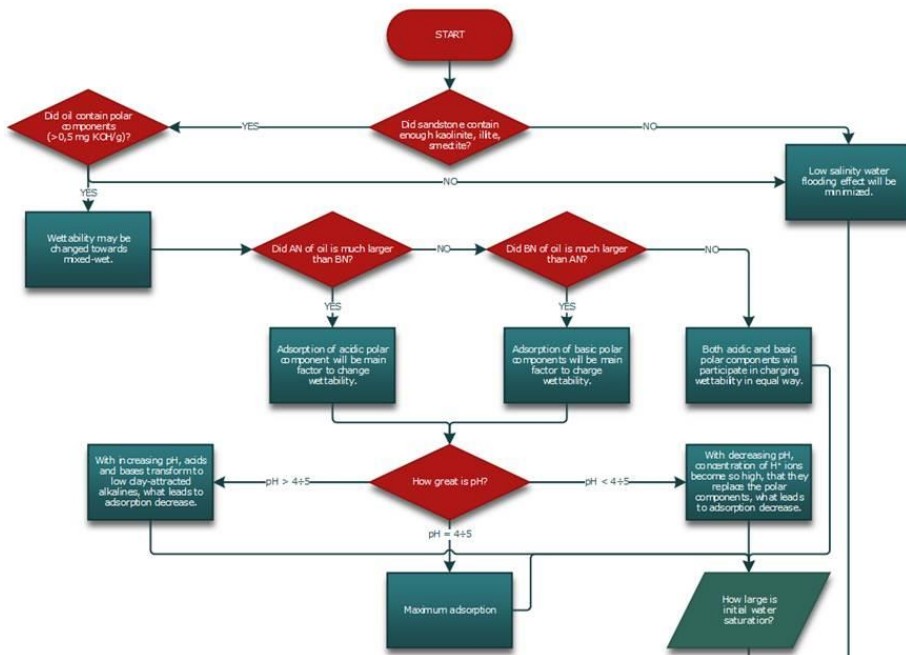 START
Did oil contain polar
components
(>0,5 mg KOH/g)?
YES
Did sandstone contain
enough kaolinite, illite,
smectite?
NO
Low salinity water
flooding effect will be
minimized.
NO
YES
Wettability may be
changed towards
mixed-wet.
Did AN of oil is much larger
than BN?
NO
Did BN of oil is much larger
than AN?
NO
YES
YES
Adsorption of acidic polar
component will be main
factor to change
wettability.
Adsorption of basic polar
components will be main
factor to charge
wettability.
Both acidic and basic
polar components will
participate in charging
wettability in equal way.
With increasing pH, acids
and bases transform to
low clay-attracted
alkalines, what leads to
adsorption decrease.
pH > 4÷5
How great is pH?
pH < 4÷5
With decreasing pH,
concentration of H⁺ ions
become so high, that they
replace the polar
components, what leads
to adsorption decrease.
pH = 4÷5
Maximum adsorption
How large is
initial water
saturation?